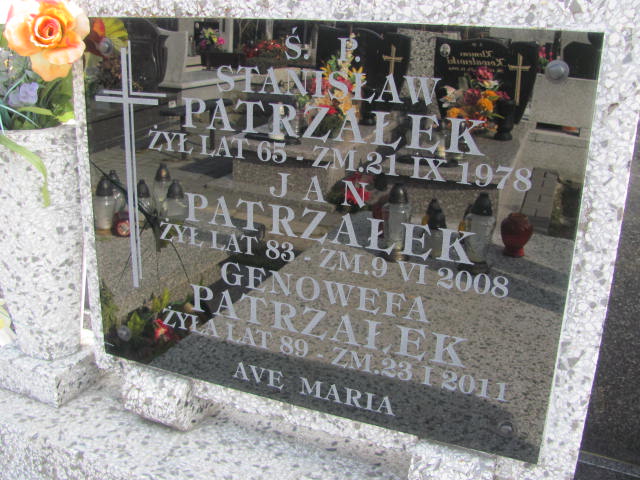 Ś. P.
STANISŁAW
PATRZAŁEK
ŻYŁ LAT 65 - ZM.21 IX 1978
JAN
PATRZAŁEK
ŻYŁ LAT 83 - ZM.9 VI 2008
GENOWEFA
PATRZAŁEK
ŻYŁA LAT 89 - ZM.23 I 2011
AVE MARIA